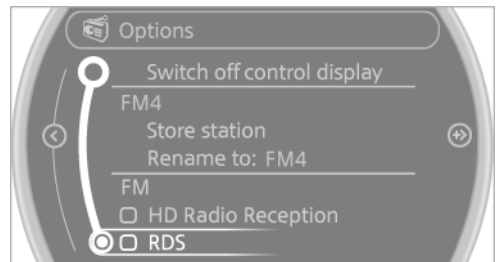 Options
Switch off control display
FM4
Store station
Rename to: FM4
FM
HD Radio Reception
RDS